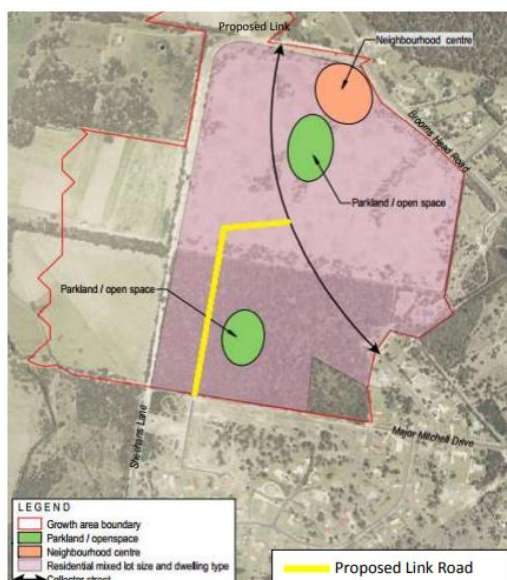 Proposed Link
Neighbourhood centre
Brooms Head Road
Parkland / open space
Parkland / open space
Sheehans Lane
Major Mitchell Drive
LEGEND
Growth area boundary
Parkland / openspace
Neighbourhood centre
Residential mixed lot size and dwelling type
Collector street
Proposed Link Road